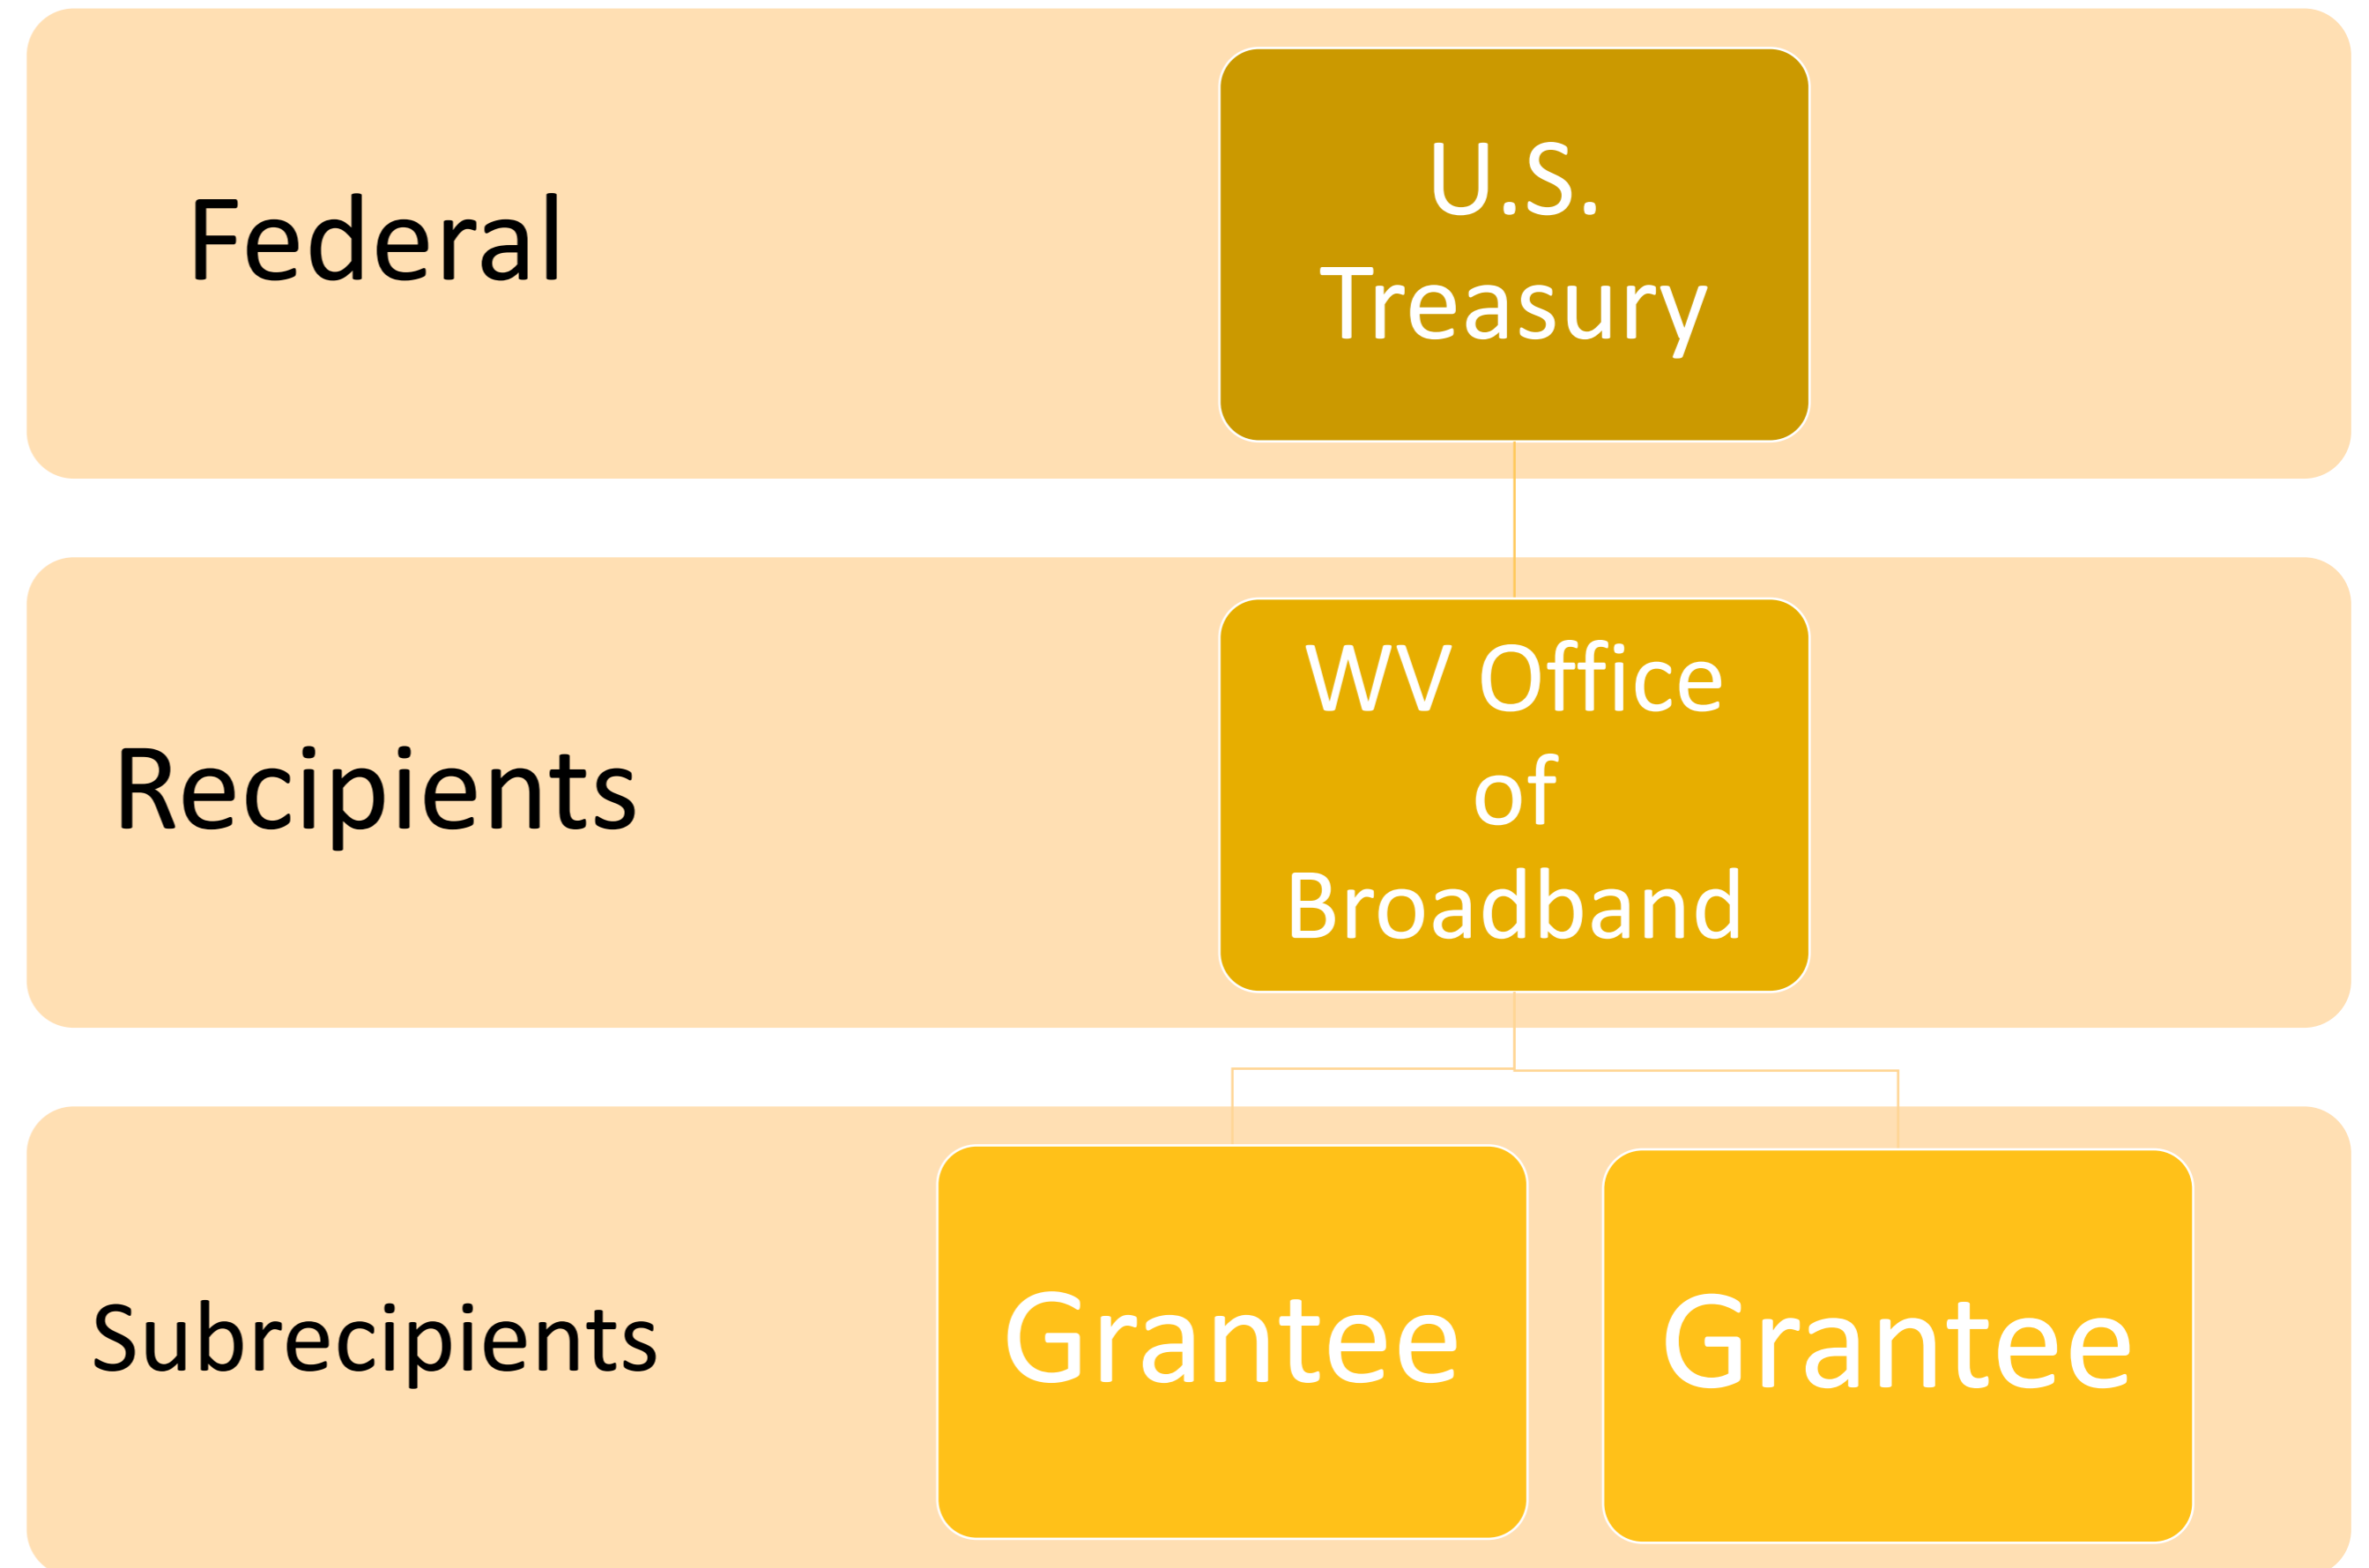 Federal
U.S.
Treasury
Recipients
WV Office
of
Broadband
Subrecipients
Grantee
Grantee